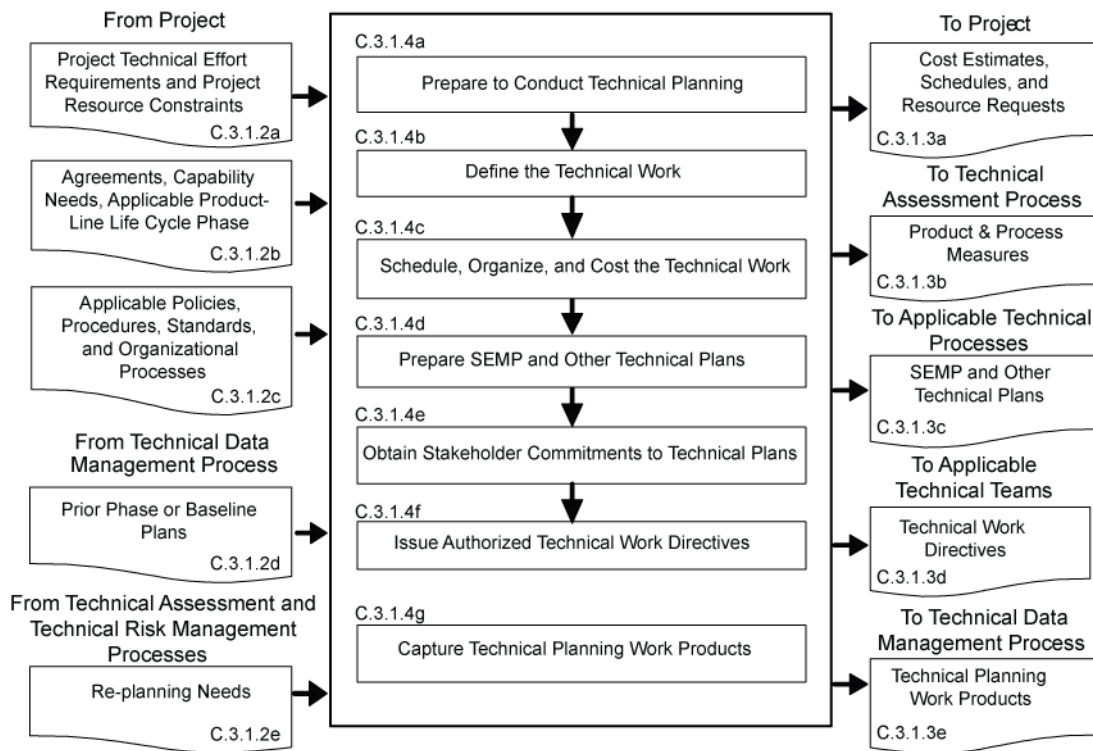 From Project
Project Technical Effort
Requirements and Project
Resource Constraints
C.3.1.2a
Agreements, Capability
Needs, Applicable Product-
Line Life Cycle Phase
C.3.1.2b
Applicable Policies,
Procedures, Standards,
and Organizational
Processes
C.3.1.2c
From Technical Data
Management Process
Prior Phase or Baseline
Plans
C.3.1.2d
From Technical Assessment and
Technical Risk Management
Processes
Re-planning Needs
C.3.1.2e
C.3.1.4a
Prepare to Conduct Technical Planning
C.3.1.4b
Define the Technical Work
C.3.1.4c
Schedule, Organize, and Cost the Technical Work
C.3.1.4d
Prepare SEMP and Other Technical Plans
C.3.1.4e
Obtain Stakeholder Commitments to Technical Plans
C.3.1.4f
Issue Authorized Technical Work Directives
C.3.1.4g
Capture Technical Planning Work Products
To Project
Cost Estimates,
Schedules, and
Resource Requests
C.3.1.3a
To Technical
Assessment Process
Product & Process
Measures
C.3.1.3b
To Applicable Technical
Processes
SEMP and Other
Technical Plans
C.3.1.3c
To Applicable
Technical Teams
Technical Work
Directives
C.3.1.3d
To Technical Data
Management Process
Technical Planning
Work Products
C.3.1.3e